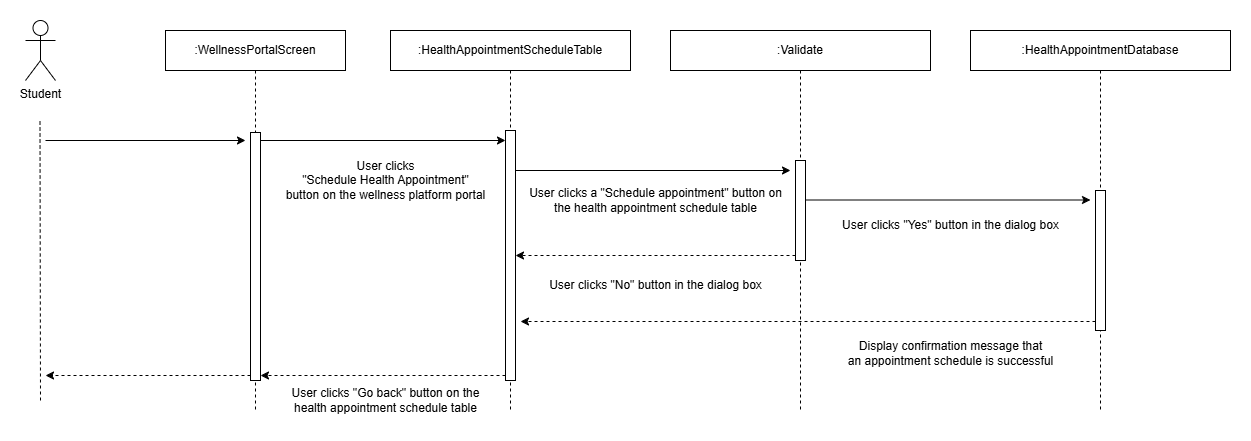 :WellnessPortalScreen
:HealthAppointmentScheduleTable
:Validate
:HealthAppointmentDatabase
Student
User clicks
"Schedule Health Appointment"
button on the wellness platform portal
User clicks a "Schedule appointment" button on
the health appointment schedule table
User clicks "Yes" button in the dialog box
User clicks "No" button in the dialog box
Display confirmation message that
an appointment schedule is successful
User clicks "Go back" button on the
health appointment schedule table